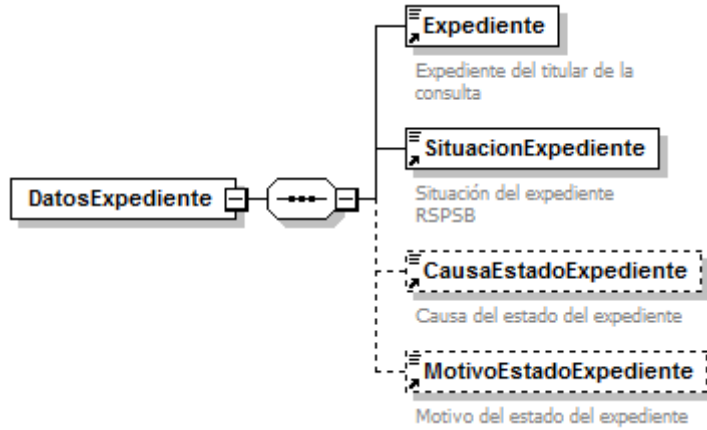 Expediente
Expediente del titular de la
consulta
SituacionExpediente
Situación del expediente
RSPSB
DatosExpediente
CausaEstadoExpediente
Causa del estado del expediente
MotivoEstadoExpediente
Motivo del estado del expediente